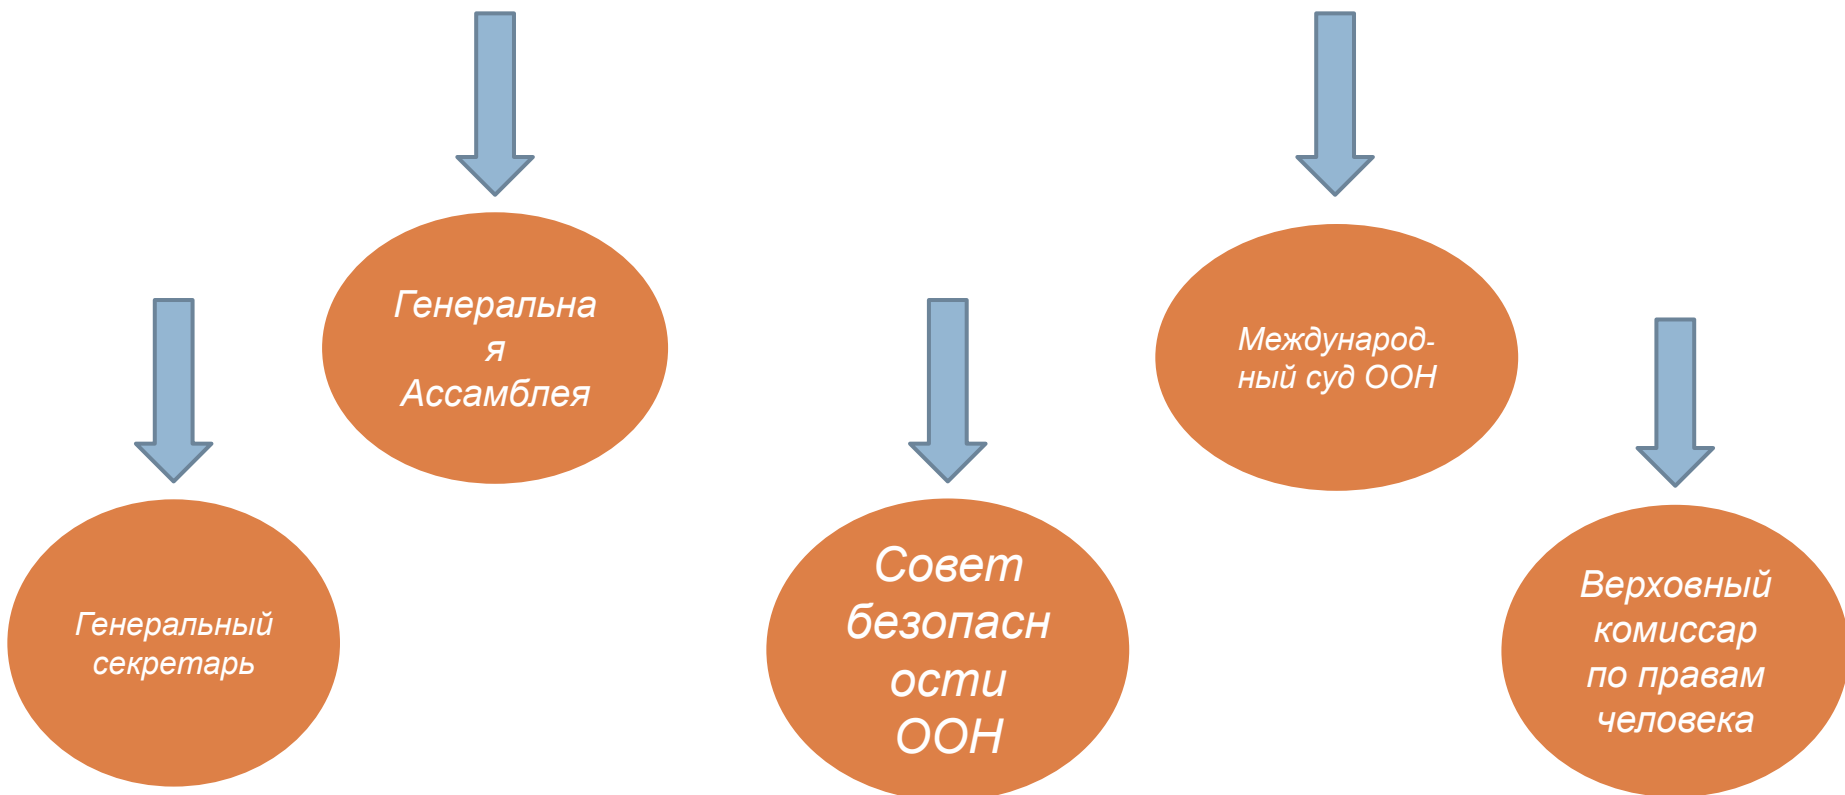 Генеральна
я
Ассамблея
Международ-
ный суд ООН
Генеральный
секретарь
Совет
безопасн
ости
ООН
Верховный
комиссар
по правам
человека